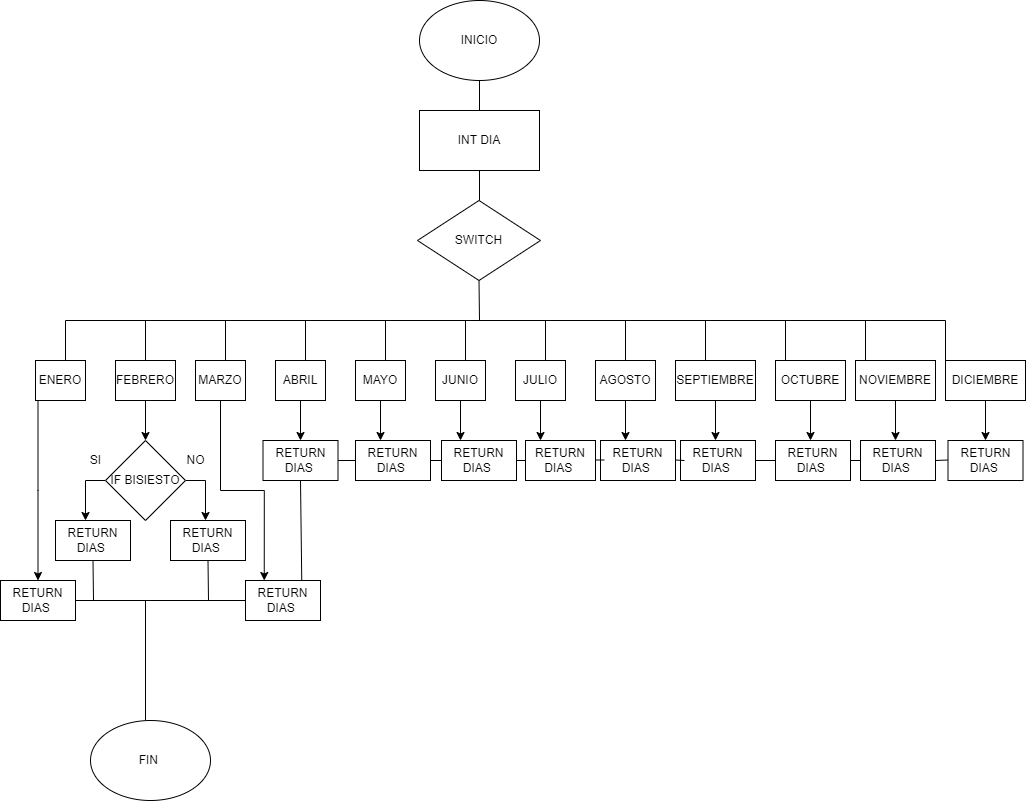 INICIO
INT DIA
SWITCH
ENERO
FEBRERO
MARZO
ABRIL
MAYO
JUNIO
JULIO
AGOSTO
SEPTIEMBRE
OCTUBRE
NOVIEMBRE
DICIEMBRE
RETURN
DIAS
RETURN
DIAS
RETURN
DIAS
RETURN
DIAS
RETURN
DIAS
RETURN
DIAS
RETURN
DIAS
RETURN
DIAS
RETURN
DIAS
SI
NO
IF BISIESTO
RETURN
DIAS
RETURN
DIAS
RETURN
DIAS
RETURN
DIAS
FIN